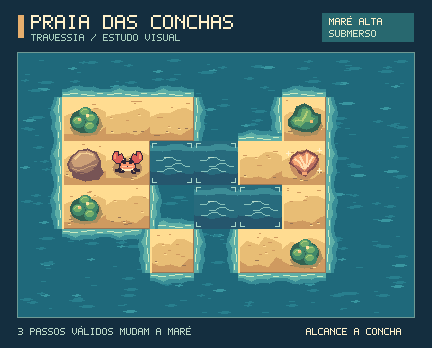 PRAIA DAS CONCHAS
TRAVESSIA / ESTUDO VISUAL
MARÉ ALTA
SUBMERSO
3 PASSOS VÁLIDOS MUDAM A MARÉ
ALCANCE A CONCHA